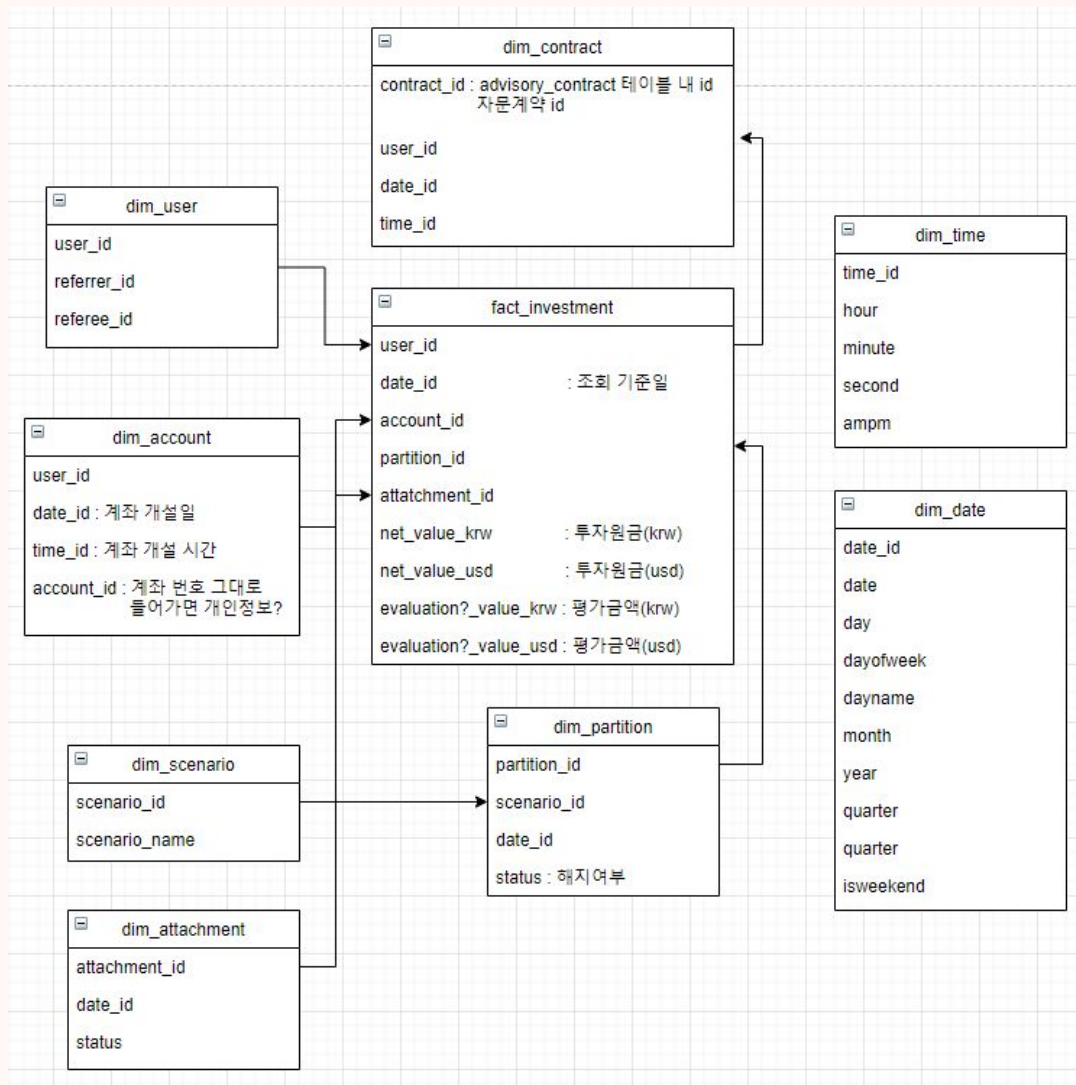 dim_contract
contract_id : advisory_contract 테이블 내 id
자문계약 id
user_id
date_id
time_id
dim_user
user_id
referrer_id
referee_id
dim_time
time_id
hour
minute
second
ampm
fact_investment
user_id
date_id : 조회 기준일
account_id
partition_id
attatchment_id
net_value_krw : 투자원금(krw)
net_value_usd : 투자원금(usd)
evaluation?_value_krw : 평가금액(krw)
evaluation?_value_usd : 평가금액(usd)
dim_account
user_id
date_id : 계좌 개설일
time_id : 계좌 개설 시간
account_id : 계좌 번호 그대로
들어가면 개인정보?
dim_date
date_id
date
day
dayofweek
dayname
month
year
quarter
quarter
isweekend
dim_scenario
scenario_id
scenario_name
dim_partition
partition_id
scenario_id
date_id
status : 해지여부
dim_attachment
attachment_id
date_id
status